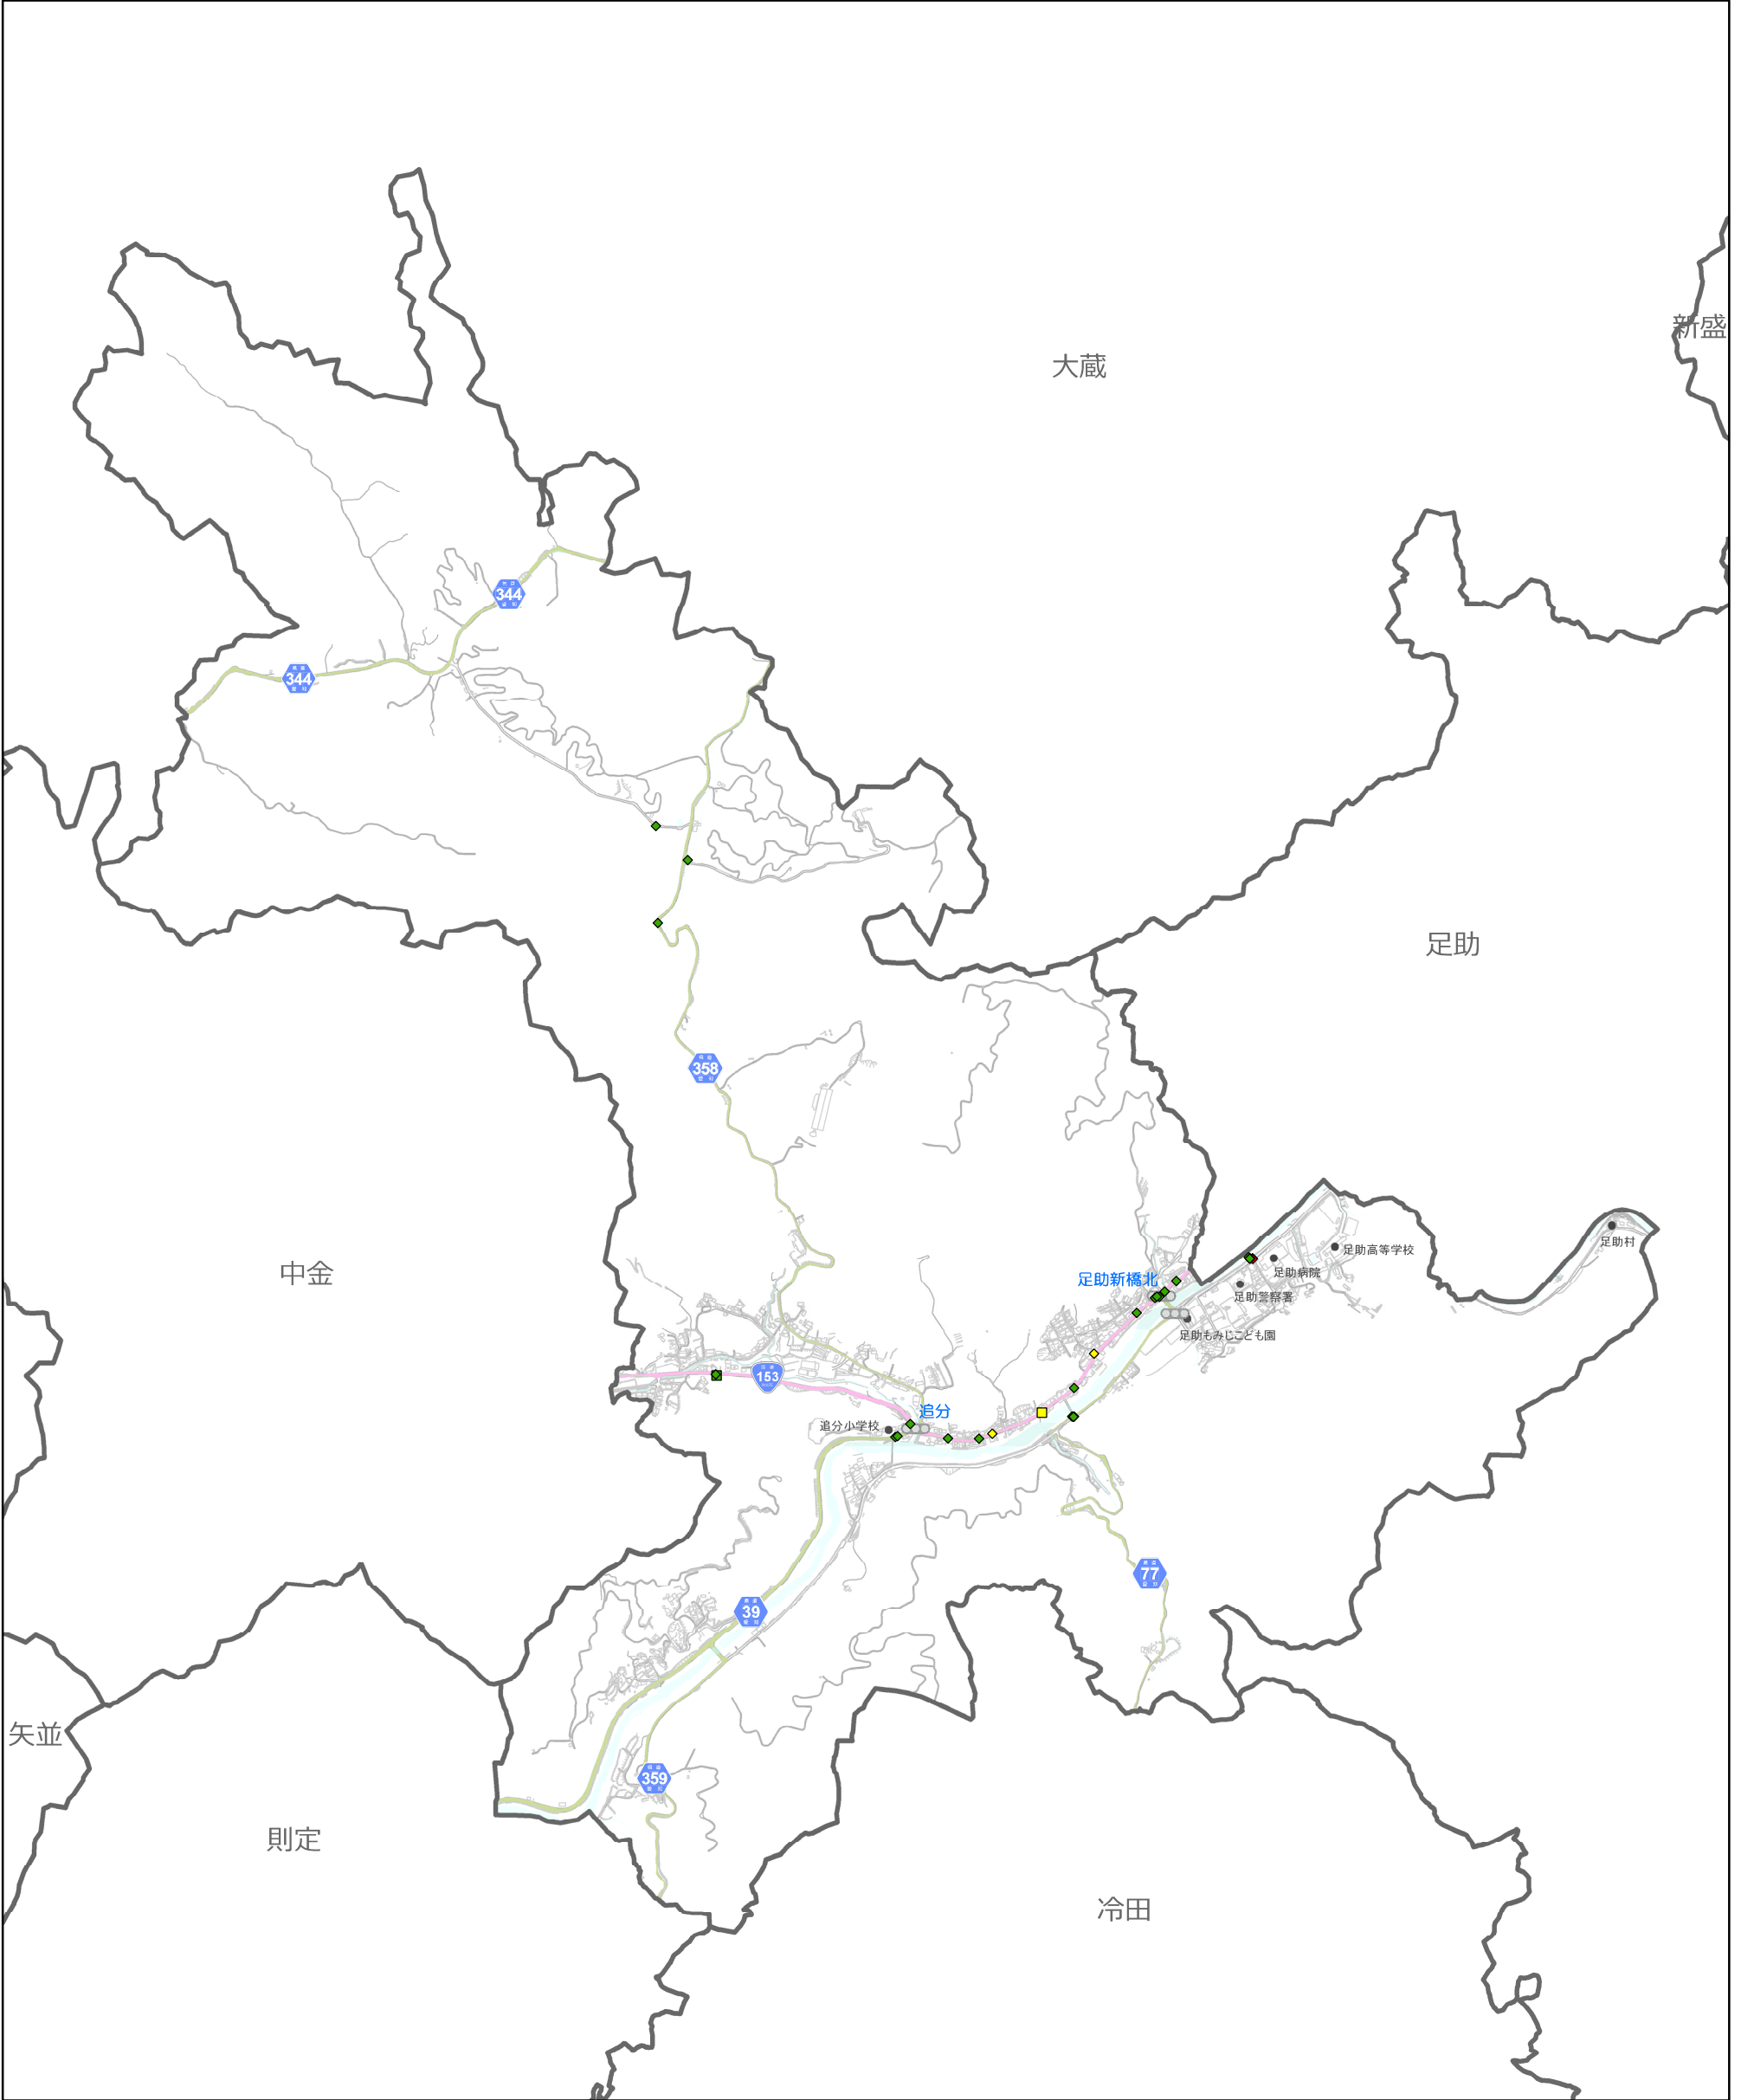 新盛
大蔵
344
344
足助
358
中金
足助村
足助高等学校
足助病院
足助新橋北
足助警察署
足助もみじこども園
153
追分
追分小学校
77
39
矢並
359
則定
冷田